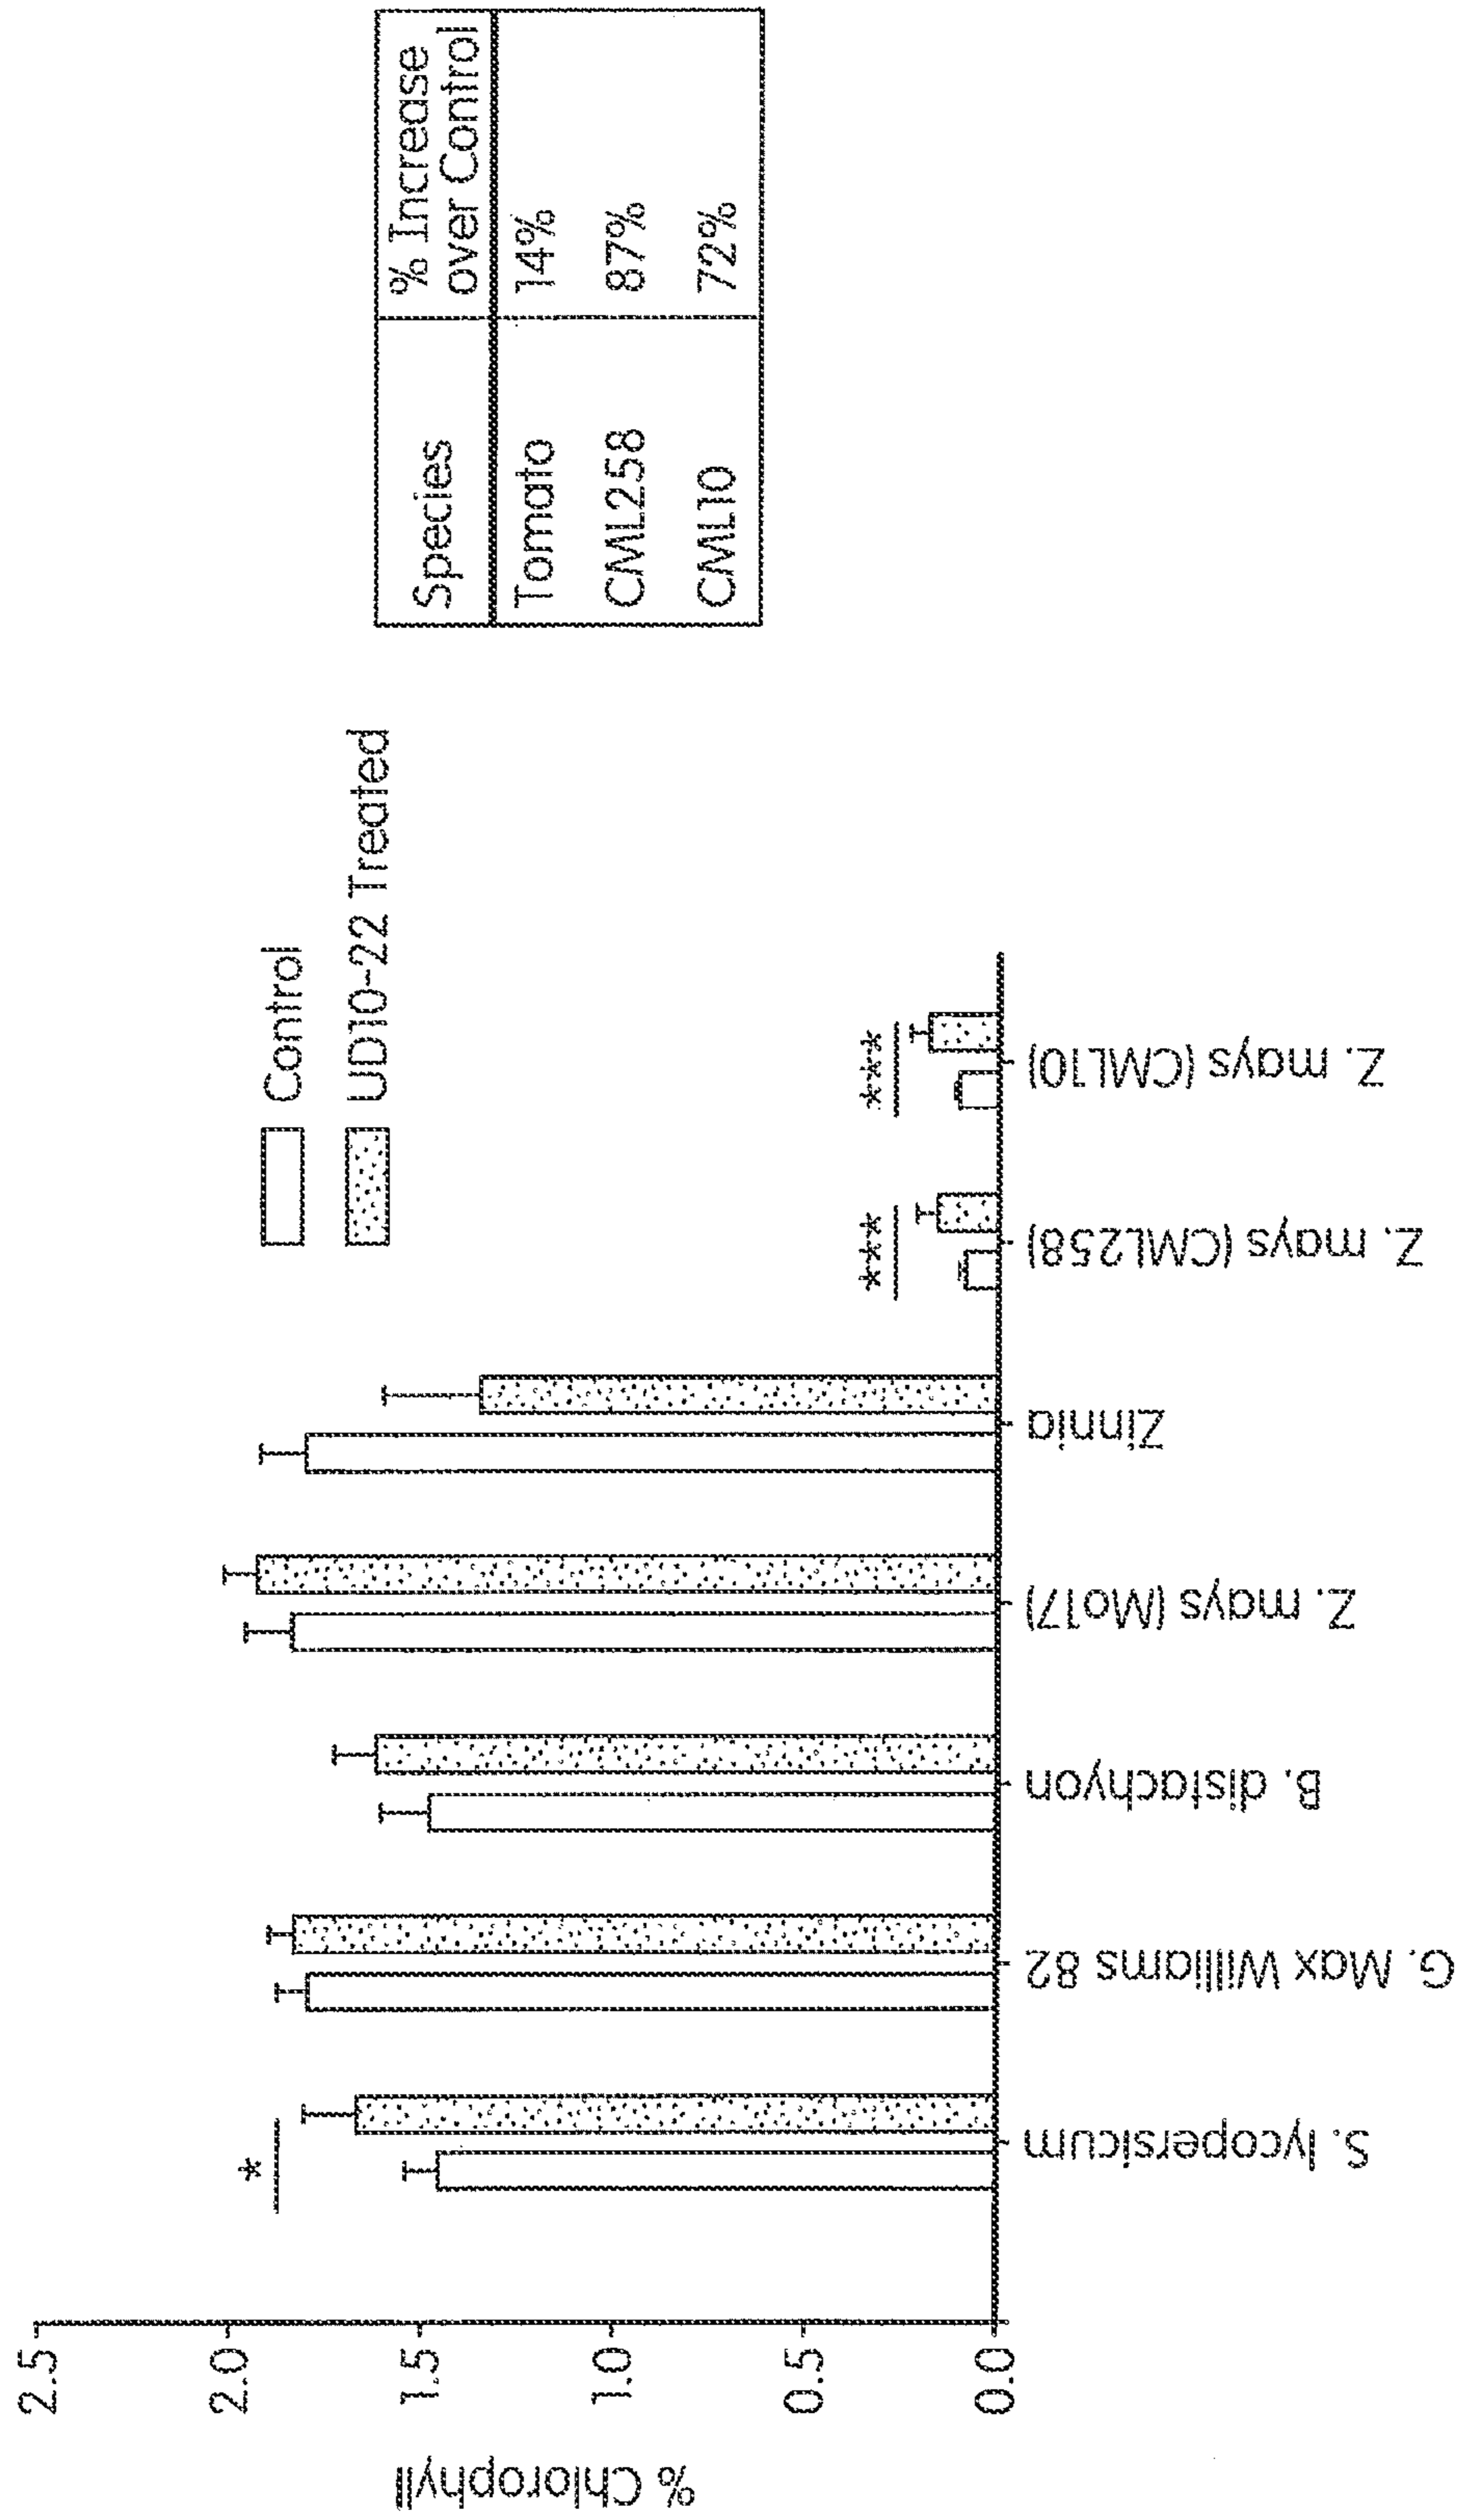 % Chlorophyll
2.5
2.0
1.5
1.0
0.5
0.0
*
***
***
S. lycopersicum
G. Max Williams 82
B. distachyon
Z. mays (Mo17)
Zinnia
Z. mays (CML258)
Z. mays (CML10)
Control
UD10-22 Treated
Species % Increase
over Control
Tomato 14%
CML258 87%
CML10 72%